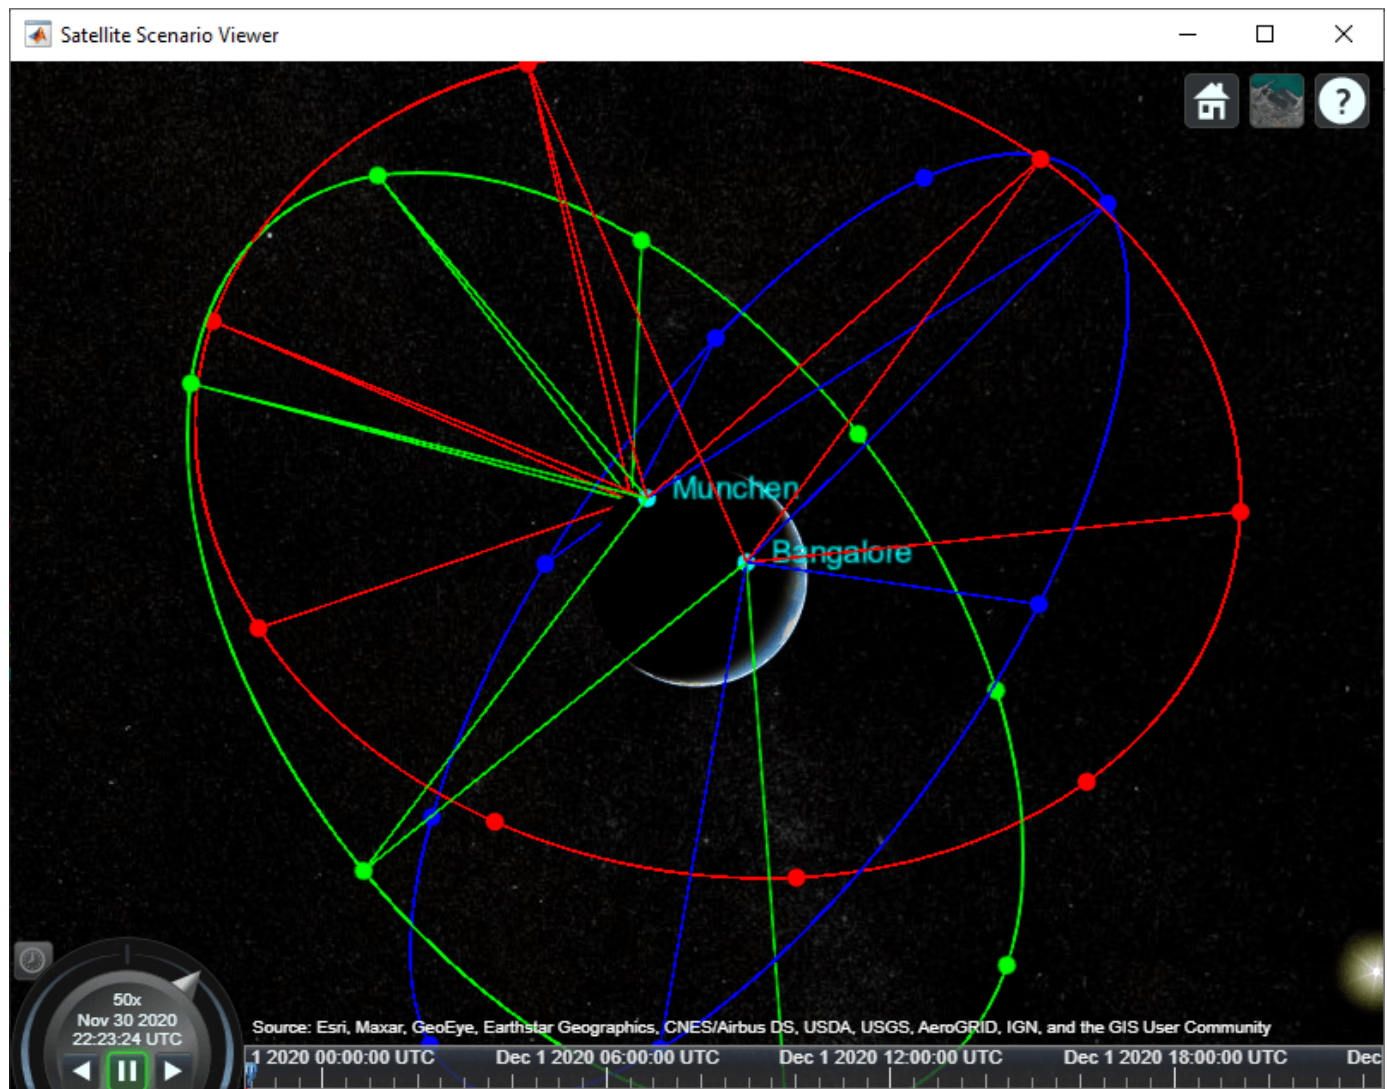 Satellite Scenario Viewer
?
Munchen
Bangalore
50x
Nov 30 2020
22:23:24 UTC
Source: Esri, Maxar, GeoEye, Earthstar Geographics, CNES/Airbus DS, USDA, USGS, AeroGRID, IGN, and the GIS User Community
1 2020 00:00:00 UTC Dec 1 2020 06:00:00 UTC Dec 1 2020 12:00:00 UTC Dec 1 2020 18:00:00 UTC Dec